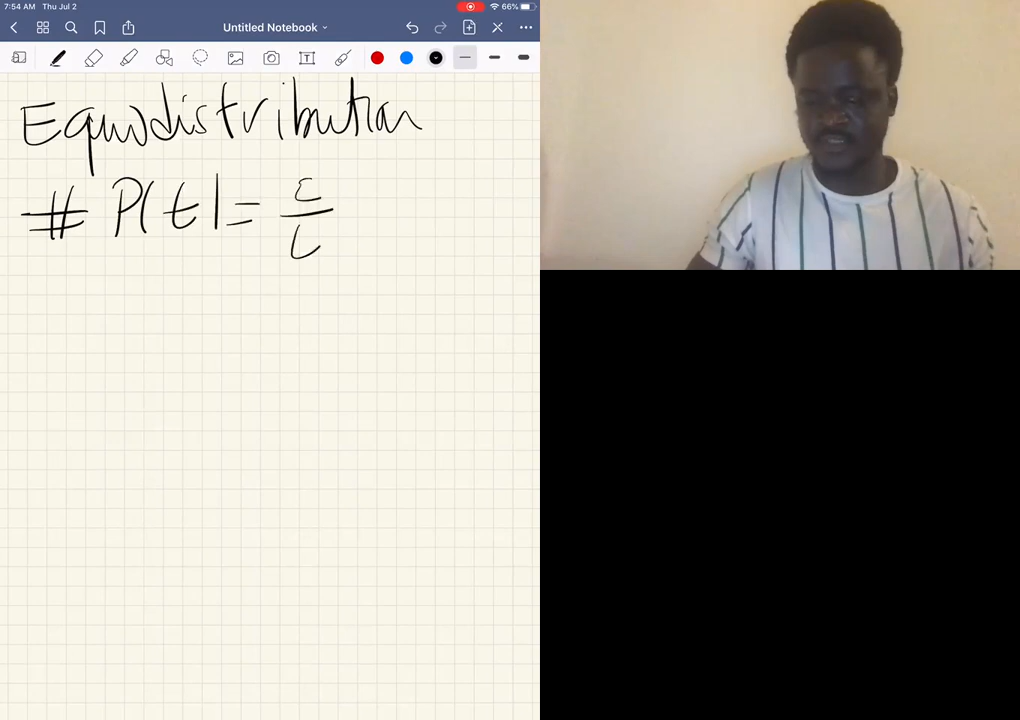 7:54 AM Thu Jul 2 66%
Untitled Notebook
Equidistribution
# P(t) = ε/L